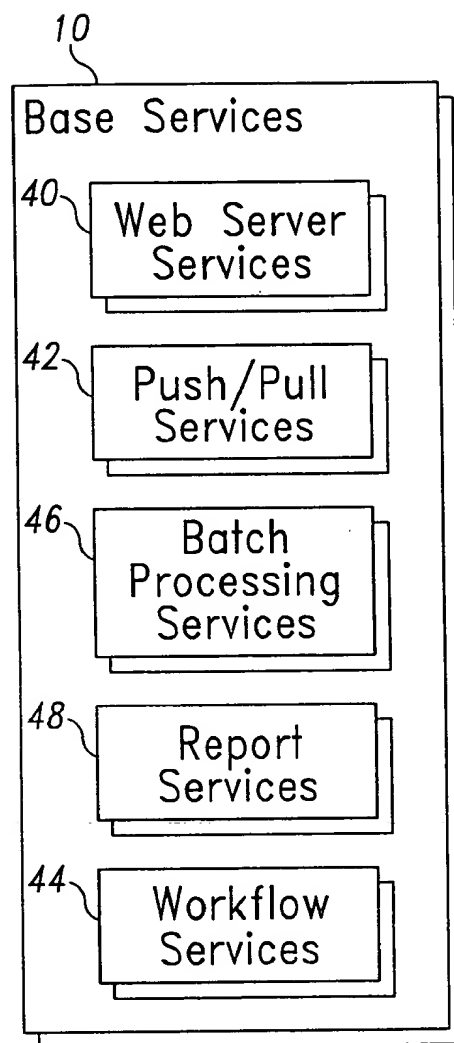 10
Base Services
40
Web Server
Services
42
Push/Pull
Services
46
Batch
Processing
Services
48
Report
Services
44
Workflow
Services